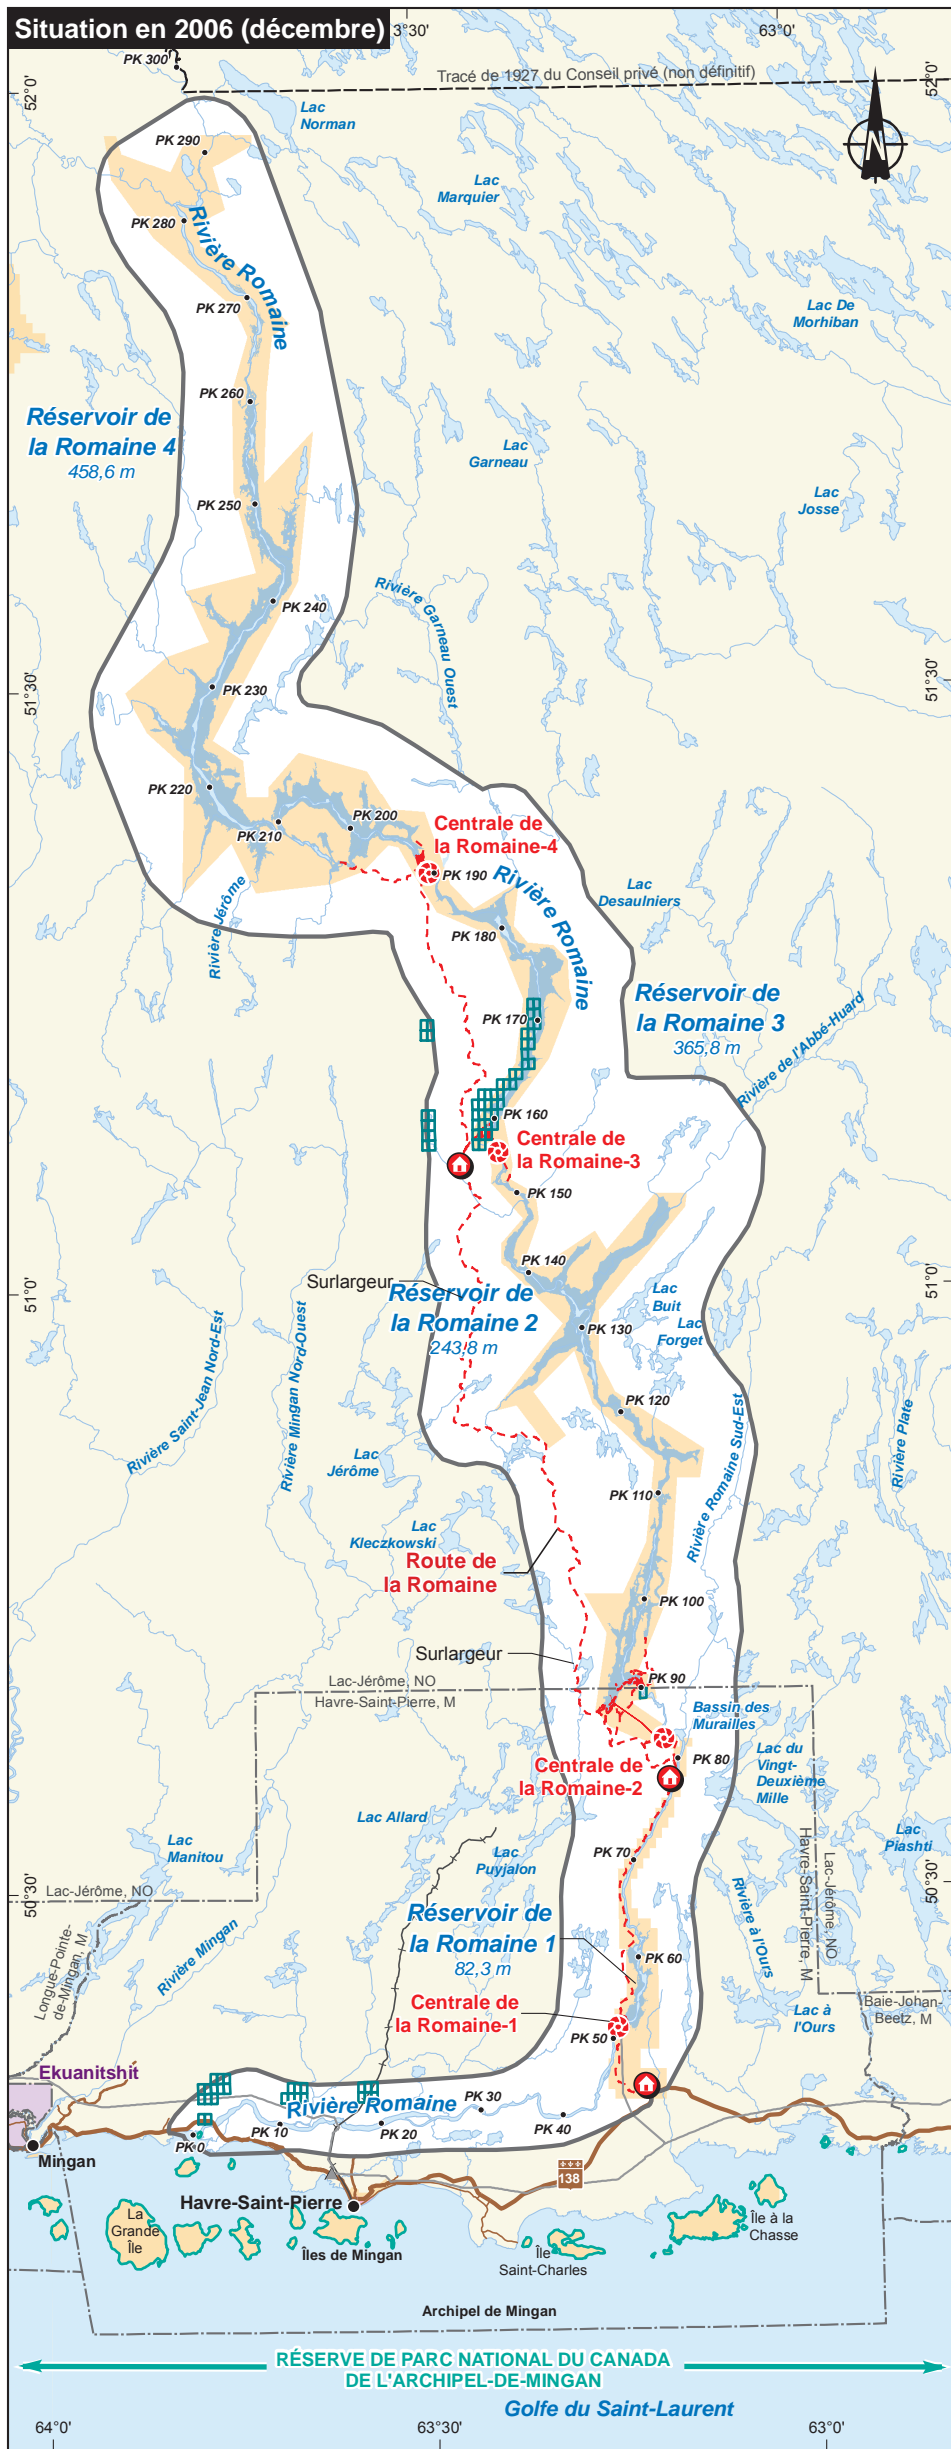 Situation en 2006 (décembre)
63°30'
63°0'
PK 300
Tracé de 1927 du Conseil privé (non définitif)
52°0'
52°0'
Lac
Norman
N
PK 290
Lac
Marquier
PK 280
Rivière Romaine
PK 270
Lac De
Morhiban
PK 260
Réservoir de
la Romaine 4
458,6 m
Lac
Garneau
PK 250
Lac
Josse
Rivière Garneau Ouest
PK 240
51°30'
51°30'
PK 230
PK 220
PK 210
PK 200
Centrale de
la Romaine-4
PK 190
Rivière Romaine
Lac
Desaulniers
Rivière Jérôme
PK 180
Réservoir de
la Romaine 3
365,8 m
PK 170
Rivière de l'Abbé-Huard
PK 160
Centrale de
la Romaine-3
PK 150
PK 140
Surlargeur
51°0'
51°0'
Réservoir de
la Romaine 2
243,8 m
Lac
Buit
Lac
Forget
PK 130
Rivière Saint-Jean Nord-Est
Rivière Mingan Nord-Ouest
PK 120
Rivière Romaine Sud-Est
Rivière Plate
Lac
Jérôme
PK 110
Lac
Kleczkowski
Route de
la Romaine
PK 100
Surlargeur
Lac-Jérôme, NO
Havre-Saint-Pierre, M
PK 90
Bassin des
Murailles
Centrale de
la Romaine-2
PK 80
Lac du
Vingt-
Deuxième
Mille
Lac Allard
Lac
Manitou
Lac
Puyjalon
PK 70
Lac
Piashti
Havre-Saint-Pierre, M
Lac-Jérôme, NO
Lac-Jérôme, NO
50°30'
50°30'
Longue-Pointe-
de-Mingan, M
Rivière Mingan
Réservoir de
la Romaine 1
82,3 m
PK 60
Rivière à l'Ours
Centrale de
la Romaine-1
PK 50
Lac à
l'Ours
Baie-Johan-
Beetz, M
Ekuanitshit
Rivière Romaine
PK 0
PK 10
PK 20
PK 30
PK 40
Mingan
138
Havre-Saint-Pierre
La
Grande
Île
Îles de Mingan
Île
Saint-Charles
Île à la
Chasse
Archipel de Mingan
RÉSERVE DE PARC NATIONAL DU CANADA
DE L'ARCHIPEL-DE-MINGAN
Golfe du Saint-Laurent
64°0'
63°30'
63°0'